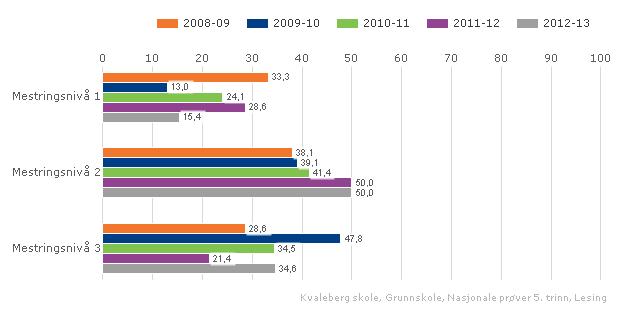 2008-09 2009-10 2010-11 2011-12 2012-13
0 10 20 30 40 50 60 70 80 90 100
Mestringsnivå 1
33,3
13,0
24,1
28,6
15,4
Mestringsnivå 2
38,1
39,1
41,4
50,0
50,0
Mestringsnivå 3
28,6
47,8
34,5
21,4
34,6
Kvaleberg skole, Grunnskole, Nasjonale prøver 5. trinn, Lesing